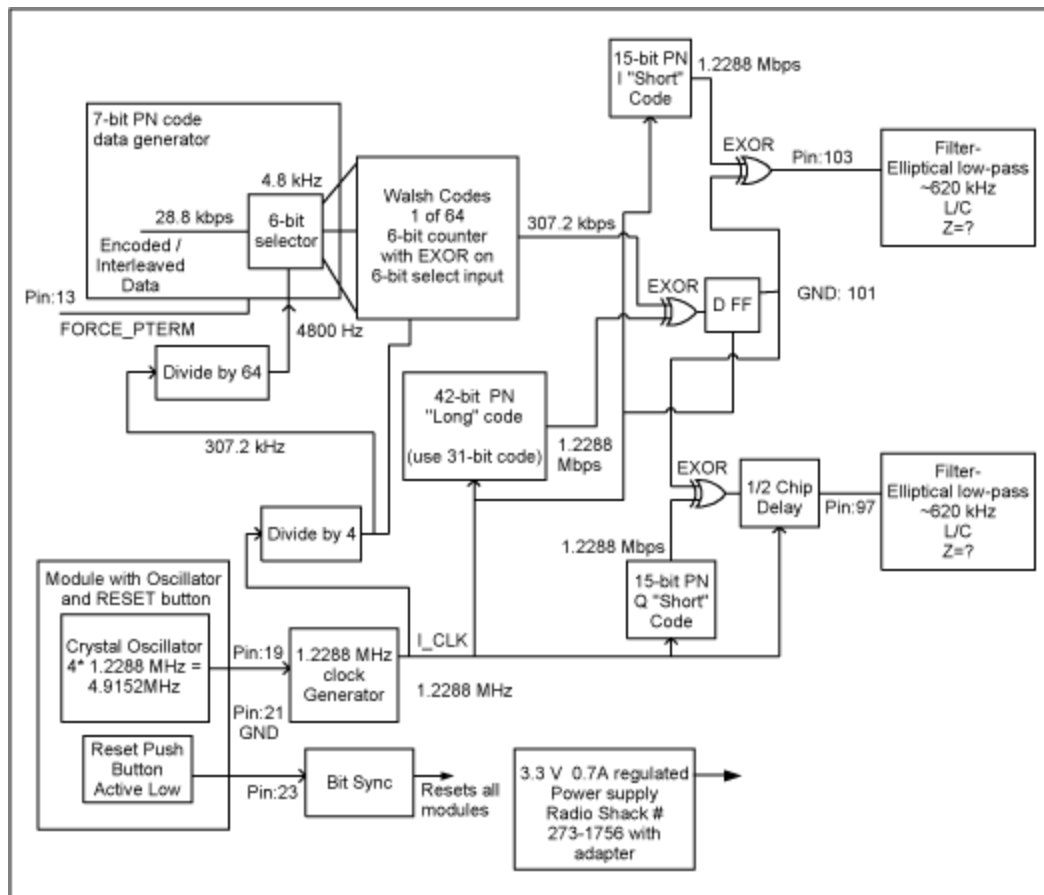 15-bit PN
I "Short"
Code
1.2288 Mbps
7-bit PN code
data generator
4.8 kHz
28.8 kbps
6-bit
selector
Encoded /
Interleaved
Data
Walsh Codes
1 of 64
6-bit counter
with EXOR on
6-bit select input
307.2 kbps
EXOR
Pin:103
Filter-
Elliptical low-pass
~620 kHz
L/C
Z=?
Pin:13
FORCE_PTERM
4800 Hz
EXOR
D FF
GND: 101
Divide by 64
307.2 kHz
42-bit PN
"Long" code
(use 31-bit code)
1.2288
Mbps
EXOR
1/2 Chip
Delay
Pin:97
Filter-
Elliptical low-pass
~620 kHz
L/C
Z=?
Divide by 4
1.2288 Mbps
15-bit PN
Q "Short"
Code
Module with Oscillator
and RESET button
Crystal Oscillator
4* 1.2288 MHz =
4.9152MHz
Pin:19
Pin:21
GND
1.2288 MHz
clock
Generator
I_CLK
1.2288 MHz
Reset Push
Button
Active Low
Pin:23
Bit Sync
Resets all
modules
3.3 V 0.7A regulated
Power supply
Radio Shack #
273-1756 with
adapter